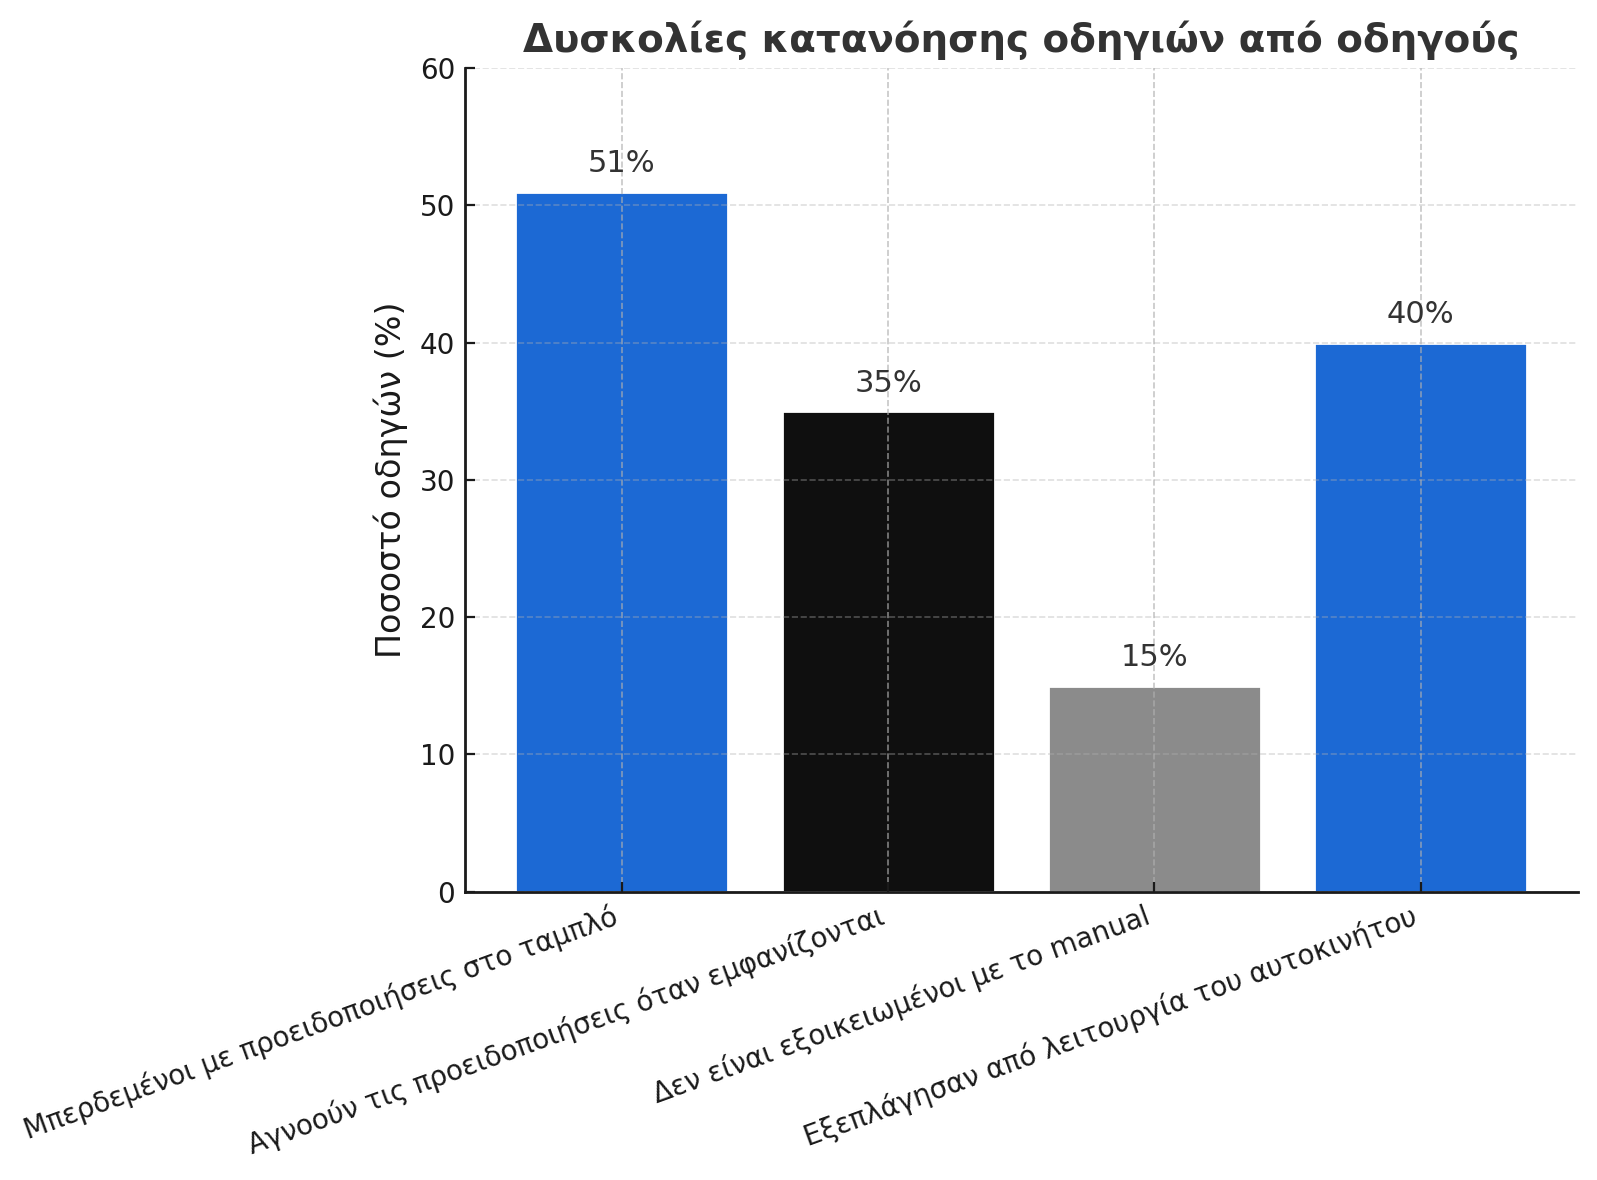 Δυσκολίες κατανόησης οδηγιών από οδηγούς
Ποσοστό οδηγών (%)
60
50
40
30
20
10
0
51%
35%
15%
40%
Μπερδεμένοι με προειδοποιήσεις στο ταμπλό
Αγνοούν τις προειδοποιήσεις όταν εμφανίζονται
Δεν είναι εξοικειωμένοι με το manual
Εξεπλάγησαν από λειτουργία του αυτοκινήτου